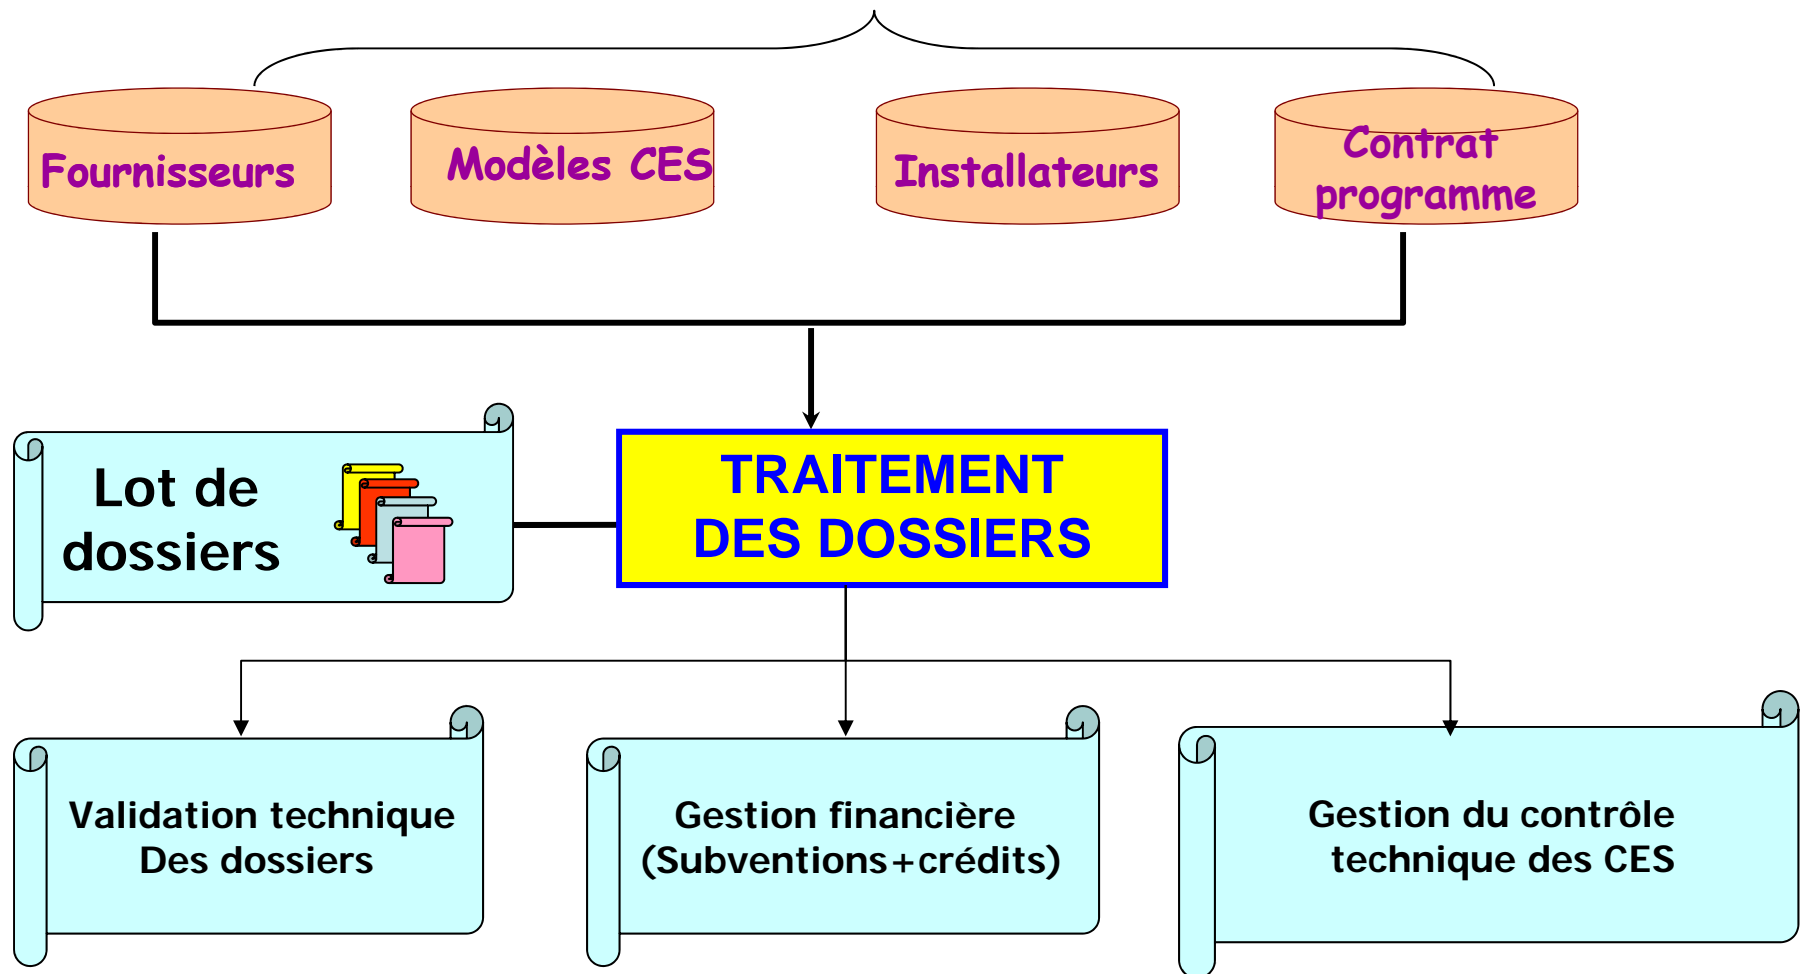 Fournisseurs
Modèles CES
Installateurs
Contrat
programme
Lot de
dossiers
TRAITEMENT
DES DOSSIERS
Validation technique
Des dossiers
Gestion financière
(Subventions+crédits)
Gestion du contrôle
technique des CES